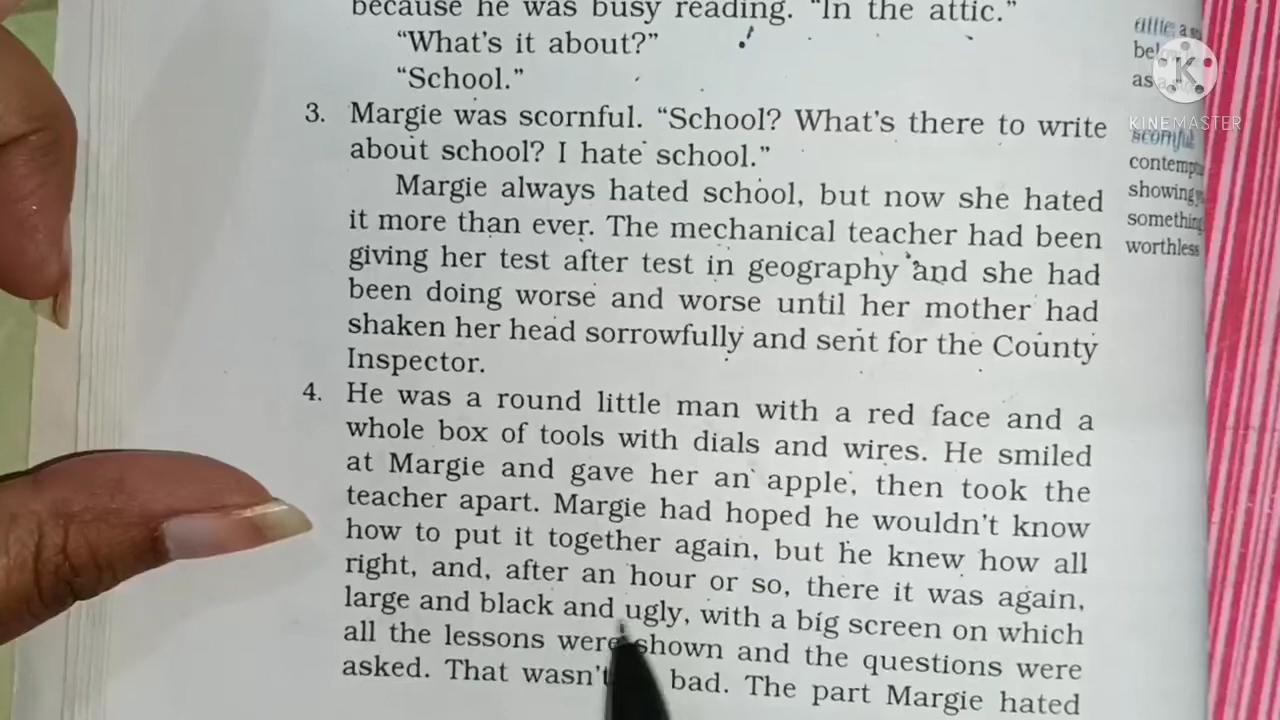 because he was busy reading. "In the attic."
"What's it about?"
"School."
3. Margie was scornful. "School? What's there to write
about school? I hate school."
Margie always hated school, but now she hated
it more than ever. The mechanical teacher had been
giving her test after test in geography and she had
been doing worse and worse until her mother had
shaken her head sorrowfully and sent for the County
Inspector.
4. He was a round little man with a red face and a
whole box of tools with dials and wires. He smiled
at Margie and gave her an apple, then took the
teacher apart. Margie had hoped he wouldn't know
how to put it together again, but he knew how all
right, and, after an hour or so, there it was again,
large and black and ugly, with a big screen on which
all the lessons were shown and the questions were
asked. That wasn't bad. The part Margie hated
attic: a
as a
K
KINEMASTER
scornful:
showing
something
worthless